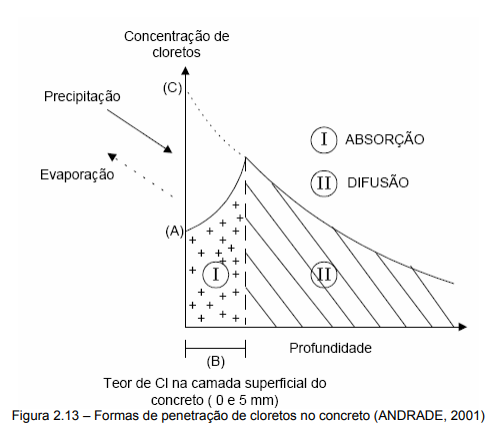 Concentração de
cloretos
(C)
Precipitação
I ABSORÇÃO
Evaporação
II DIFUSÃO
(A)
I
II
Profundidade
(B)
Teor de Cl na camada superficial do
concreto ( 0 e 5 mm)
Figura 2.13 – Formas de penetração de cloretos no concreto (ANDRADE, 2001)